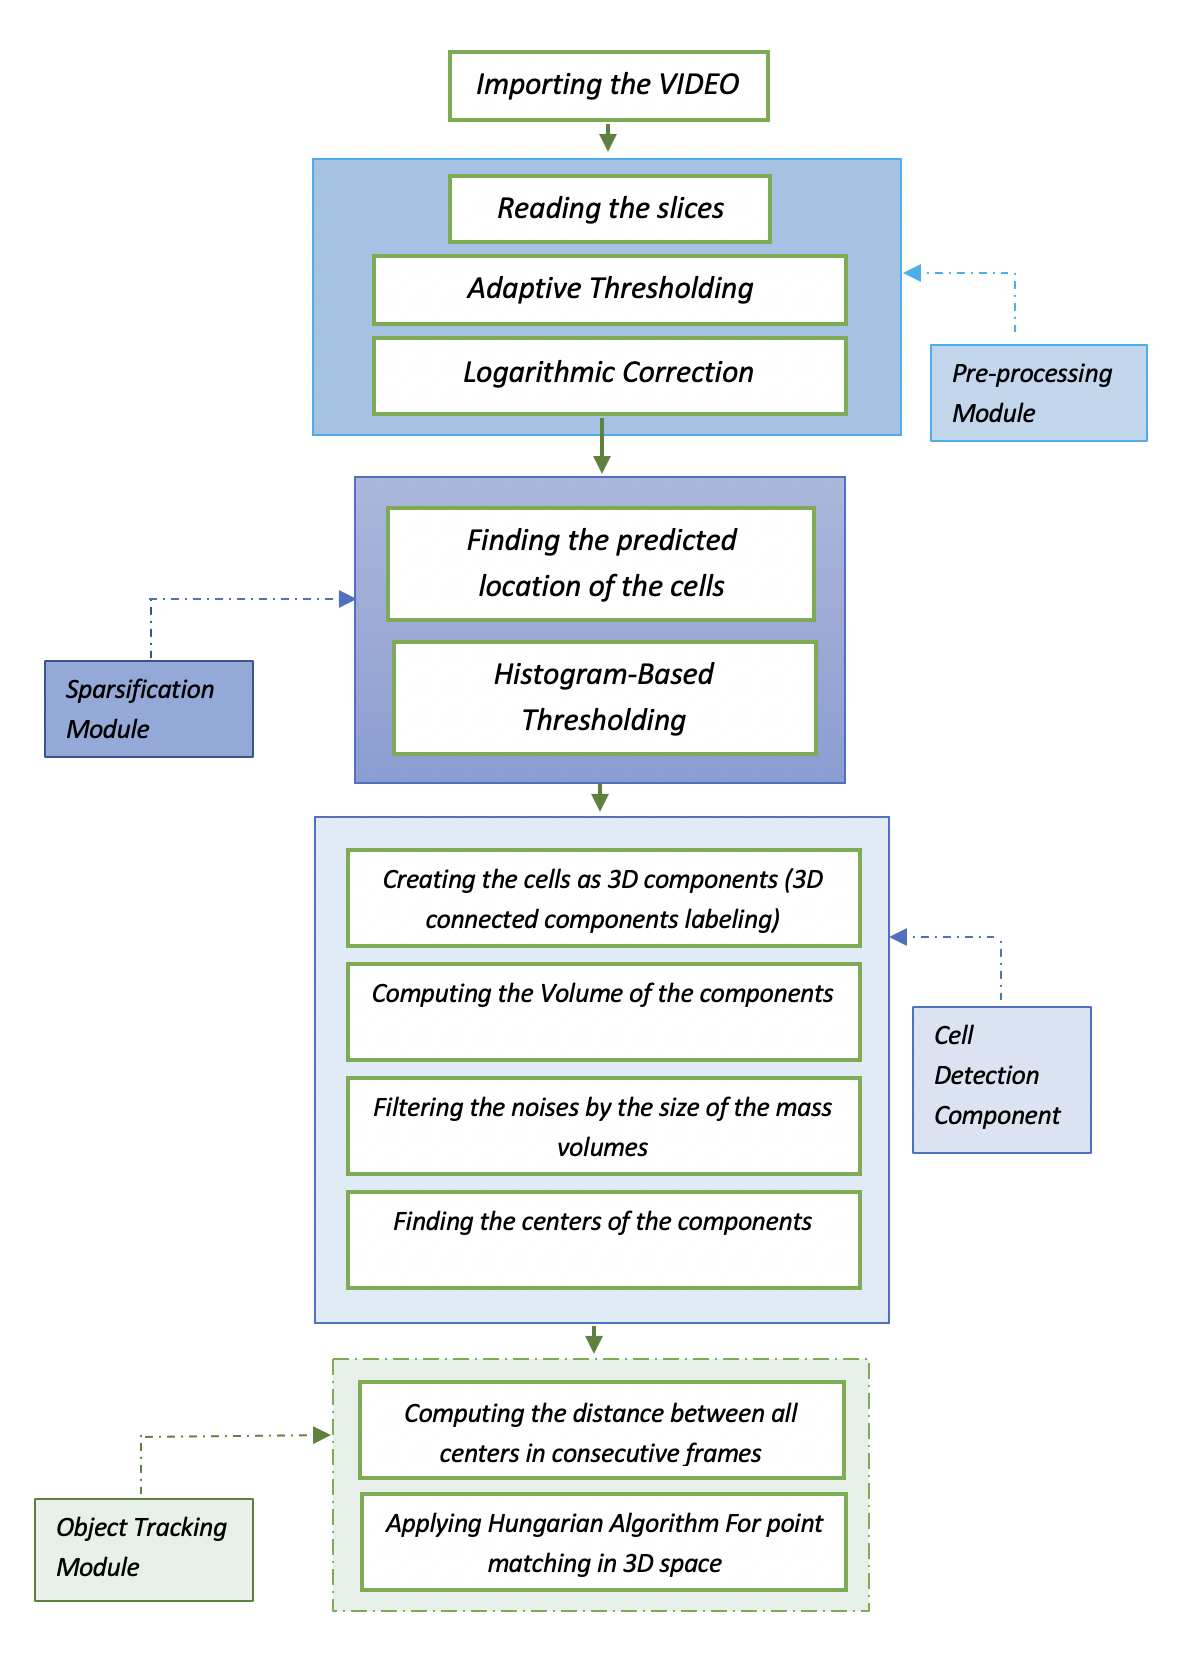 Importing the VIDEO
Reading the slices
Adaptive Thresholding
Logarithmic Correction
Pre-processing
Module
Finding the predicted
location of the cells
Histogram-Based
Thresholding
Sparsification
Module
Creating the cells as 3D components (3D
connected components labeling)
Computing the Volume of the components
Filtering the noises by the size of the mass
volumes
Finding the centers of the components
Cell
Detection
Component
Computing the distance between all
centers in consecutive frames
Applying Hungarian Algorithm For point
matching in 3D space
Object Tracking
Module